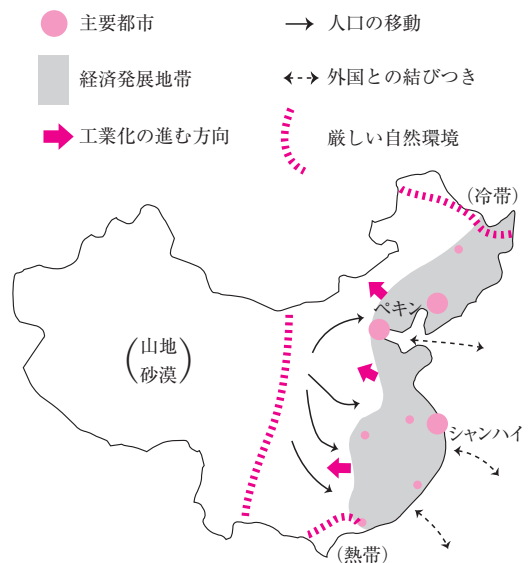 主要都市
人口の移動
経済発展地帯
外国との結びつき
工業化の進む方向
厳しい自然環境
(冷帯)
ペキン
(山地
砂漠)
シャンハイ
(熱帯)